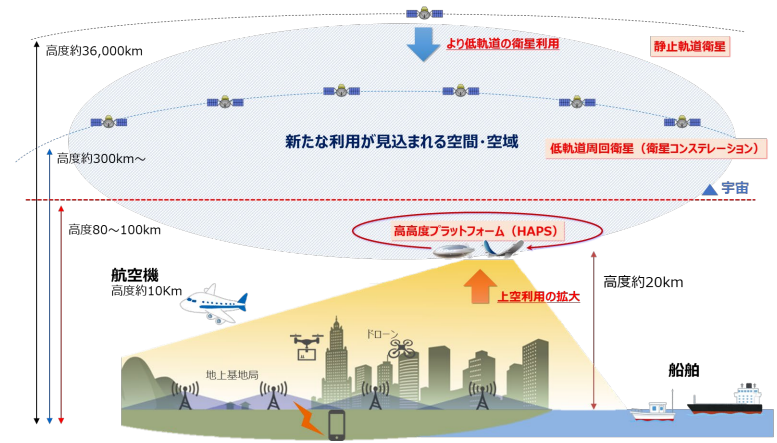 高度約36,000km
より低軌道の衛星利用
静止軌道衛星
新たな利用が見込まれる空間・空域
低軌道周回衛星（衛星コンステレーション）
高度約300km～
宇宙
高度80～100km
高高度プラットフォーム（HAPS）
航空機
高度約10Km
上空利用の拡大
高度約20km
ドローン
地上基地局
船舶